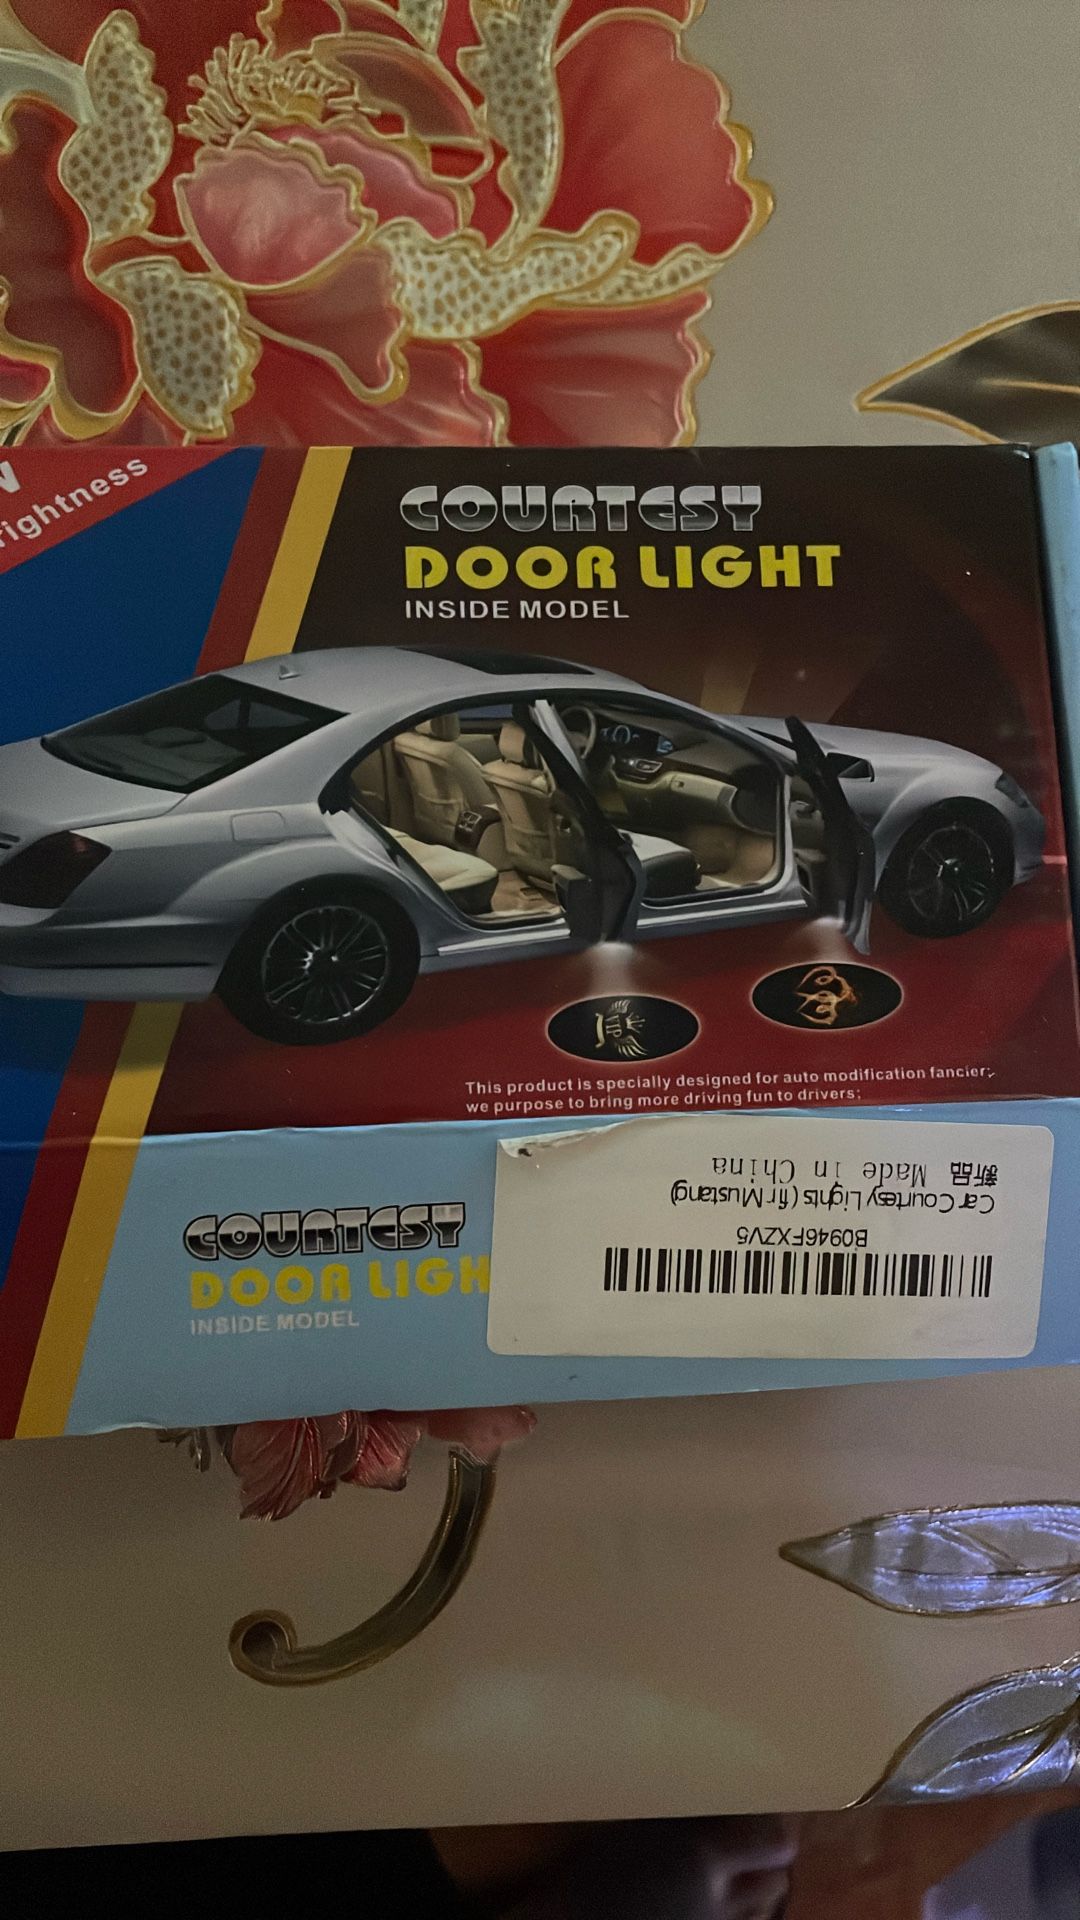 W
rightness
COURTESY
DOOR LIGHT
INSIDE MODEL
VIP
This product is specially designed for auto modification fancier;
we purpose to bring more driving fun to drivers;
COURTESY
DOOR LIGH
INSIDE MODEL
B0946FXZV5
Car Courtesy Lights (fir Mustang)
新品 Made in China